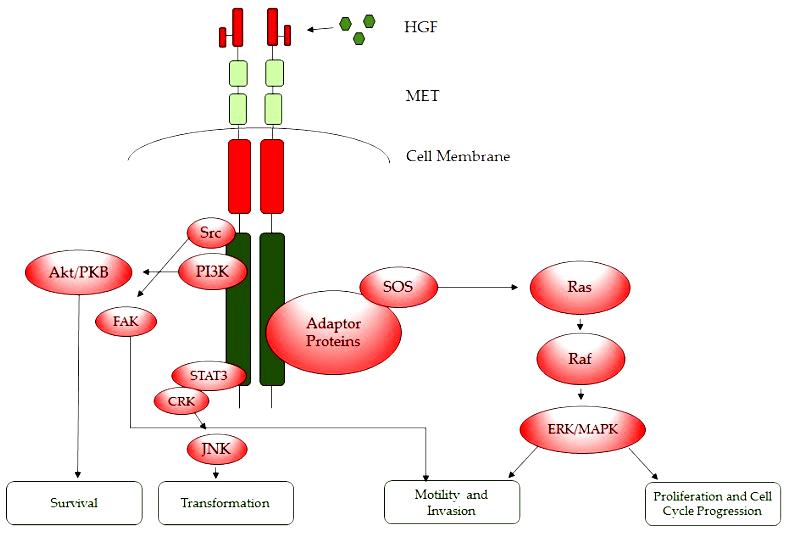 HGF
MET
Cell Membrane
Src
Akt/PKB
PI3K
SOS
Ras
FAK
Adaptor
Proteins
Raf
STAT3
CRK
ERK/MAPK
JNK
Survival
Transformation
Motility and
Invasion
Proliferation and Cell
Cycle Progression